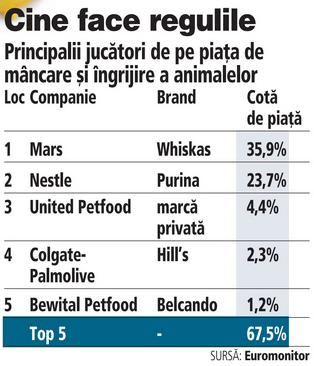 Cine face regulile
Principalii jucători de pe piața de
mâncare și îngrijire a animalelor
Loc Companie Brand Cotă
de piață
1 Mars Whiskas 35,9%
2 Nestle Purina 23,7%
3 United Petfood marcă 4,4%
privată
4 Colgate- Hill's 2,3%
Palmolive
5 Bewital Petfood Belcando 1,2%
Top 5 - 67,5%
SURSĂ: Euromonitor